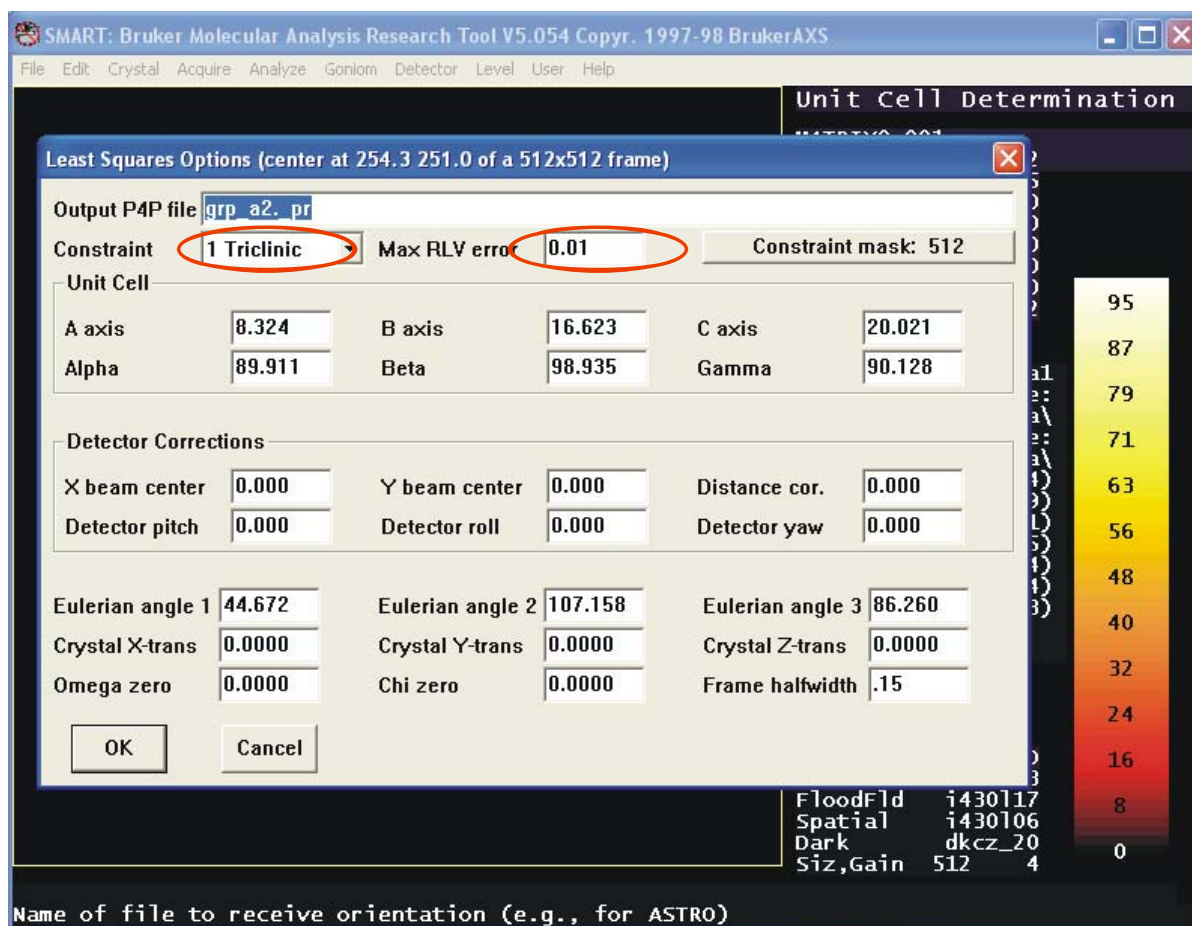 SMART: Bruker Molecular Analysis Research Tool V5.054 Copyr. 1997-98 BrukerAXS
File Edit Crystal Acquire Analyze Goniom Detector Level User Help
Unit Cell Determination
Least Squares Options (center at 254.3 251.0 of a 512x512 frame)
Output P4P file grp_a2._pr
Constraint 1 Triclinic Max RLV error 0.01 Constraint mask: 512
Unit Cell
A axis 8.324 B axis 16.623 C axis 20.021
Alpha 89.911 Beta 98.935 Gamma 90.128
Detector Corrections
X beam center 0.000 Y beam center 0.000 Distance cor. 0.000
Detector pitch 0.000 Detector roll 0.000 Detector yaw 0.000
Eulerian angle 1 44.672 Eulerian angle 2 107.158 Eulerian angle 3 86.260
Crystal X-trans 0.0000 Crystal Y-trans 0.0000 Crystal Z-trans 0.0000
Omega zero 0.0000 Chi zero 0.0000 Frame halfwidth .15
OK Cancel
95
87
79
71
63
56
48
40
32
24
16
8
0
FloodFld i430l17
Spatial i430l06
Dark dkcz_20
Siz,Gain 512 4
Name of file to receive orientation (e.g., for ASTRO)